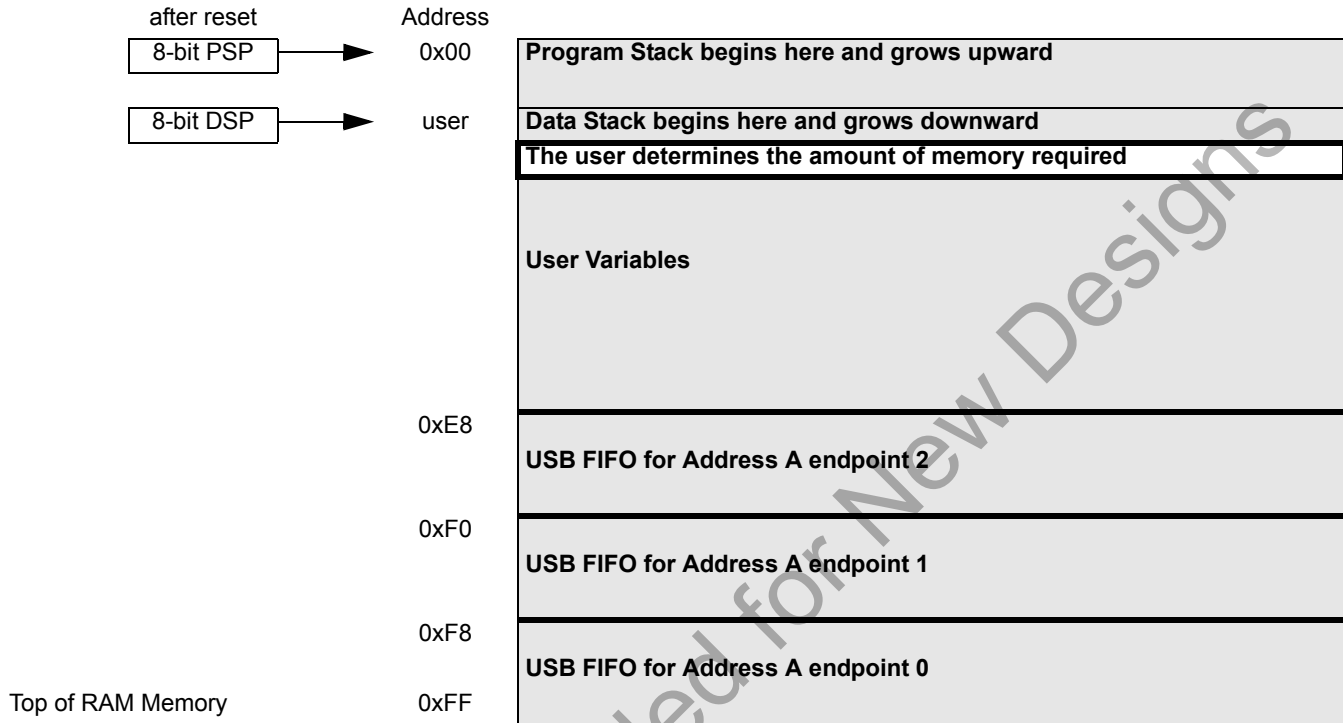 after reset Address
8-bit PSP 0x00 Program Stack begins here and grows upward
8-bit DSP user Data Stack begins here and grows downward
The user determines the amount of memory required
User Variables
0xE8
USB FIFO for Address A endpoint 2
0xF0
USB FIFO for Address A endpoint 1
0xF8
USB FIFO for Address A endpoint 0
Top of RAM Memory 0xFF
for New Designs